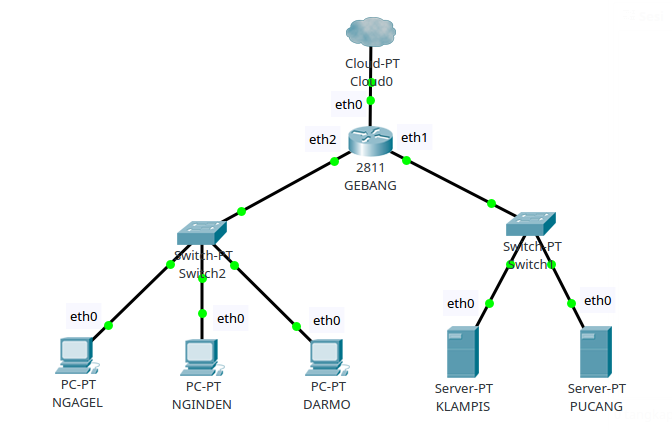 Cloud-PT
Cloud0
eth0
eth2
eth1
2811
GEBANG
Switch-PT
Switch2
Switch-PT
eth0
eth0
eth0
eth0
eth0
PC-PT
NGAGEL
PC-PT
NGINDEN
PC-PT
DARMO
Server-PT
KLAMPIS
Server-PT
PUCANG